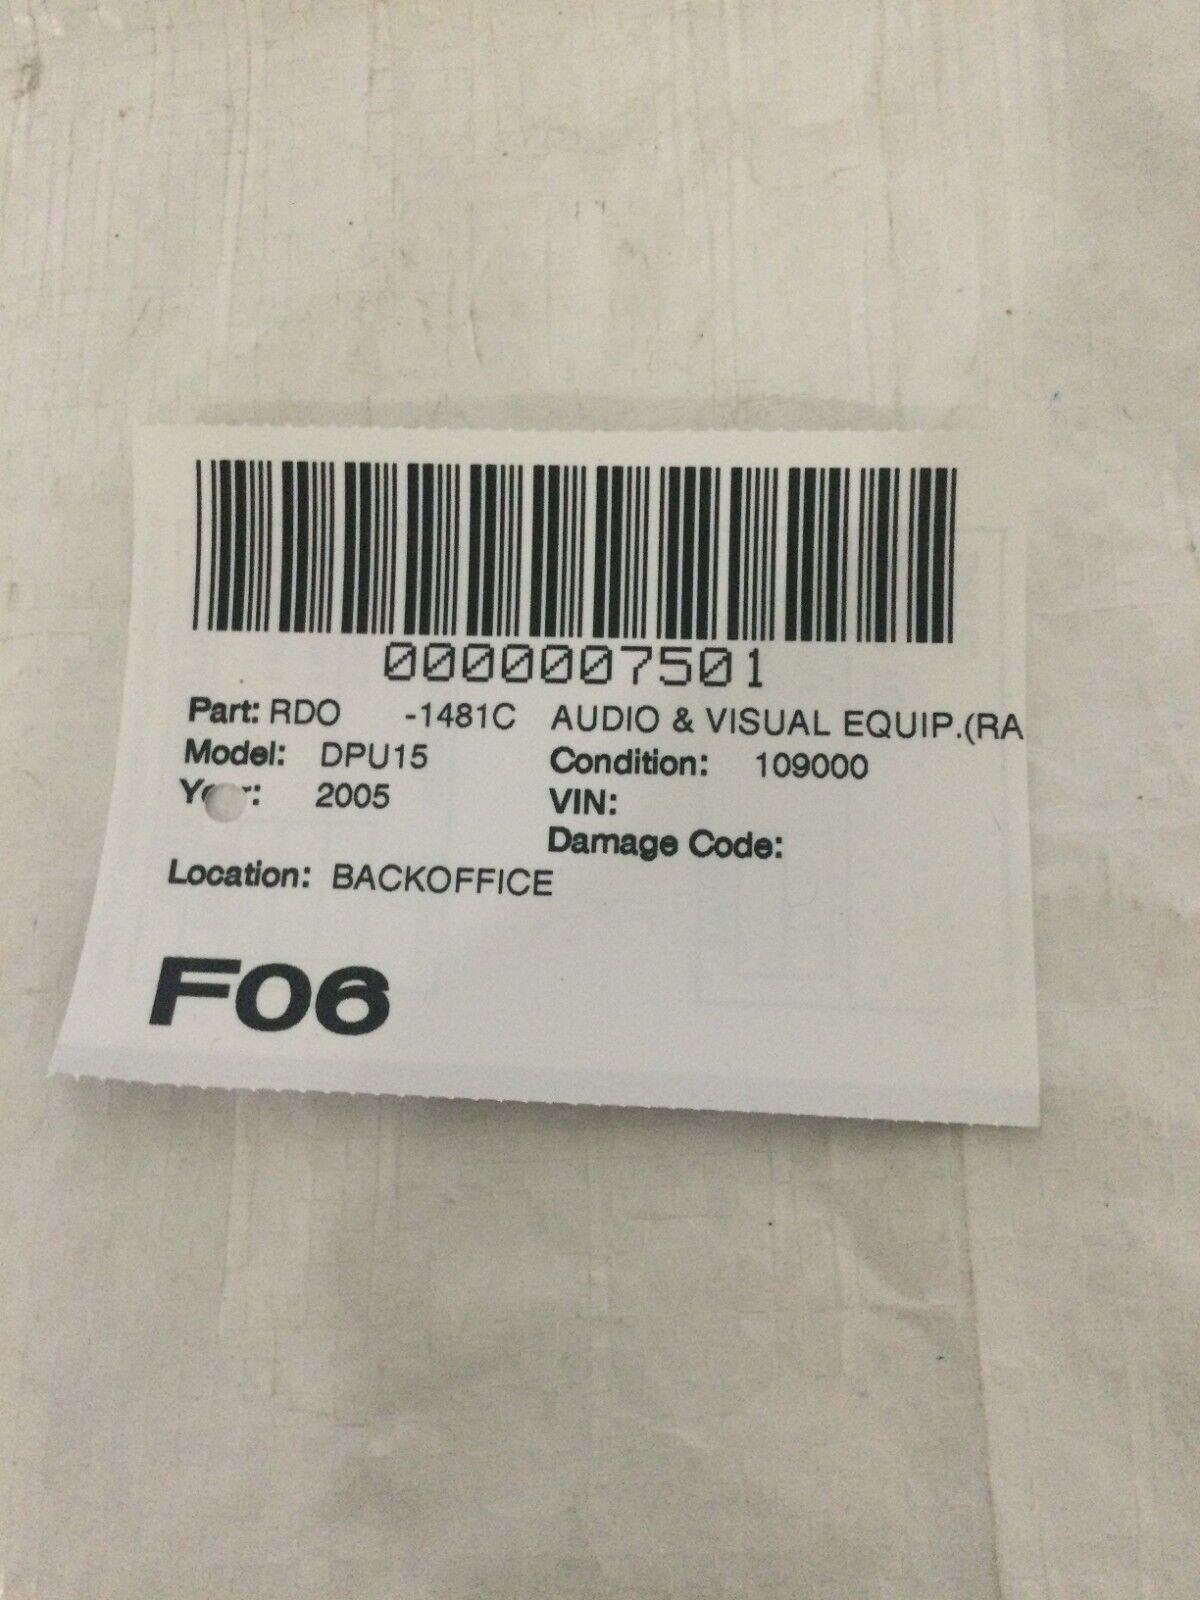 0000007501
Part: RDO -1481C AUDIO & VISUAL EQUIP.(RA
Model: DPU15 Condition: 109000
Year: 2005 VIN:
Damage Code:
Location: BACKOFFICE
F06